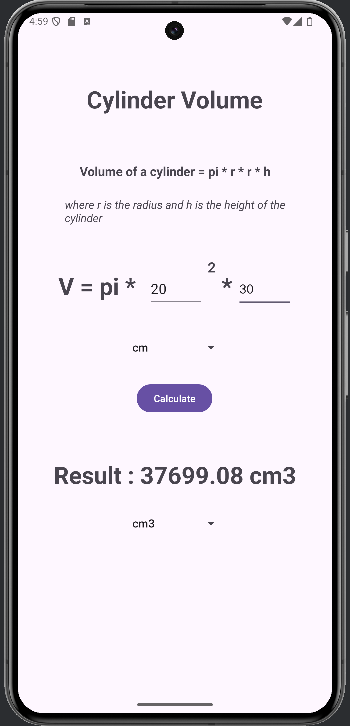 4:59
Cylinder Volume
Volume of a cylinder = pi * r * r * h
where r is the radius and h is the height of the
cylinder
V = pi * 20 2 * 30
cm
Calculate
Result : 37699.08 cm3
cm3